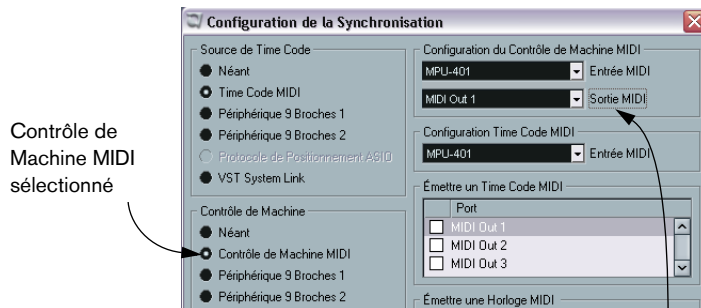 Configuration de la Synchronisation
Contrôle de
Machine MIDI
sélectionné
Source de Time Code
Néant
Time Code MIDI
Périphérique 9 Broches 1
Périphérique 9 Broches 2
Protocole de Positionnement ASIO
VST System Link
Contrôle de Machine
Néant
Contrôle de Machine MIDI
Périphérique 9 Broches 1
Périphérique 9 Broches 2
Configuration du Contrôle de Machine MIDI
MPU-401 Entrée MIDI
MIDI Out 1 Sortie MIDI
Configuration Time Code MIDI
MPU-401 Entrée MIDI
Émettre un Time Code MIDI
Port
MIDI Out 1
MIDI Out 2
MIDI Out 3
Émettre une Horloge MIDI